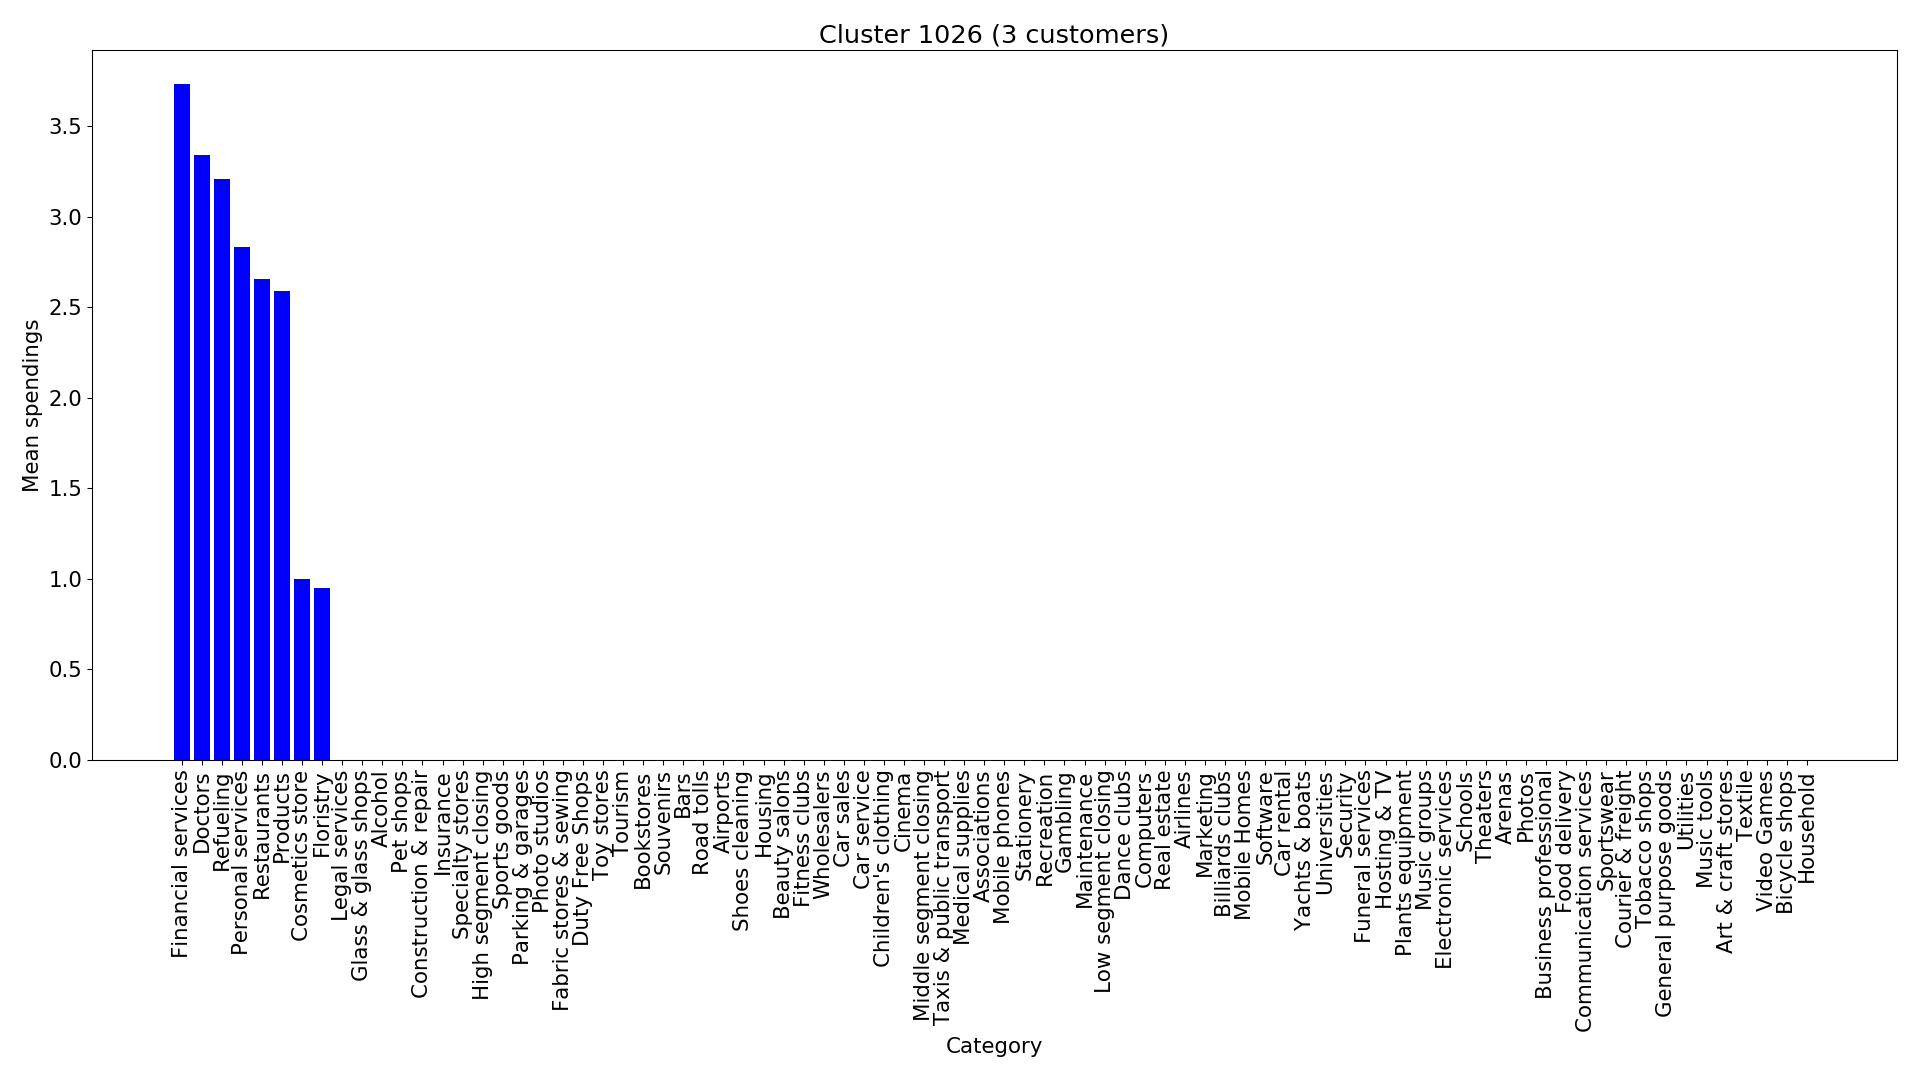 Cluster 1026 (3 customers)
Mean spendings
3.5
3.0
2.5
2.0
1.5
1.0
0.5
0.0
Financial services
Doctors
Refueling
Personal services
Restaurants
Products
Cosmetics store
Floristry
Legal services
Glass & glass shops
Alcohol
Pet shops
Construction & repair
Insurance
Specialty stores
High segment closing
Sports goods
Parking & garages
Photo studios
Fabric stores & sewing
Duty Free Shops
Toy stores
Tourism
Bookstores
Souvenirs
Bars
Road tolls
Airports
Shoes cleaning
Housing
Beauty salons
Fitness clubs
Wholesalers
Car sales
Car service
Children's clothing
Cinema
Middle segment closing
Taxis & public transport
Medical supplies
Associations
Mobile phones
Stationery
Recreation
Gambling
Maintenance
Low segment closing
Dance clubs
Computers
Real estate
Airlines
Marketing
Billiards clubs
Mobile Homes
Software
Car rental
Yachts & boats
Universities
Security
Funeral services
Hosting & TV
Plants equipment
Music groups
Electronic services
Schools
Theaters
Arenas
Photos
Business professional
Food delivery
Communication services
Sportswear
Courier & freight
Tobacco shops
General purpose goods
Utilities
Music tools
Art & craft stores
Textile
Video Games
Bicycle shops
Household
Category